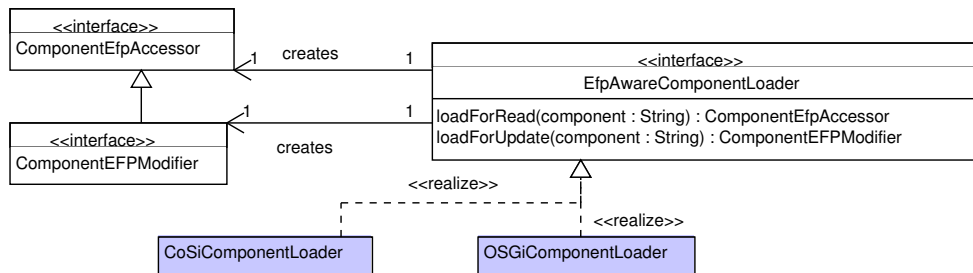 <<interface>>
ComponentEfpAccessor
1
creates
1
<<interface>>
EfpAwareComponentLoader
loadForRead(component : String) : ComponentEfpAccessor
loadForUpdate(component : String) : ComponentEFPModifier
<<interface>>
ComponentEFPModifier
1
creates
1
<<realize>>
<<realize>>
CoSiComponentLoader
OSGiComponentLoader